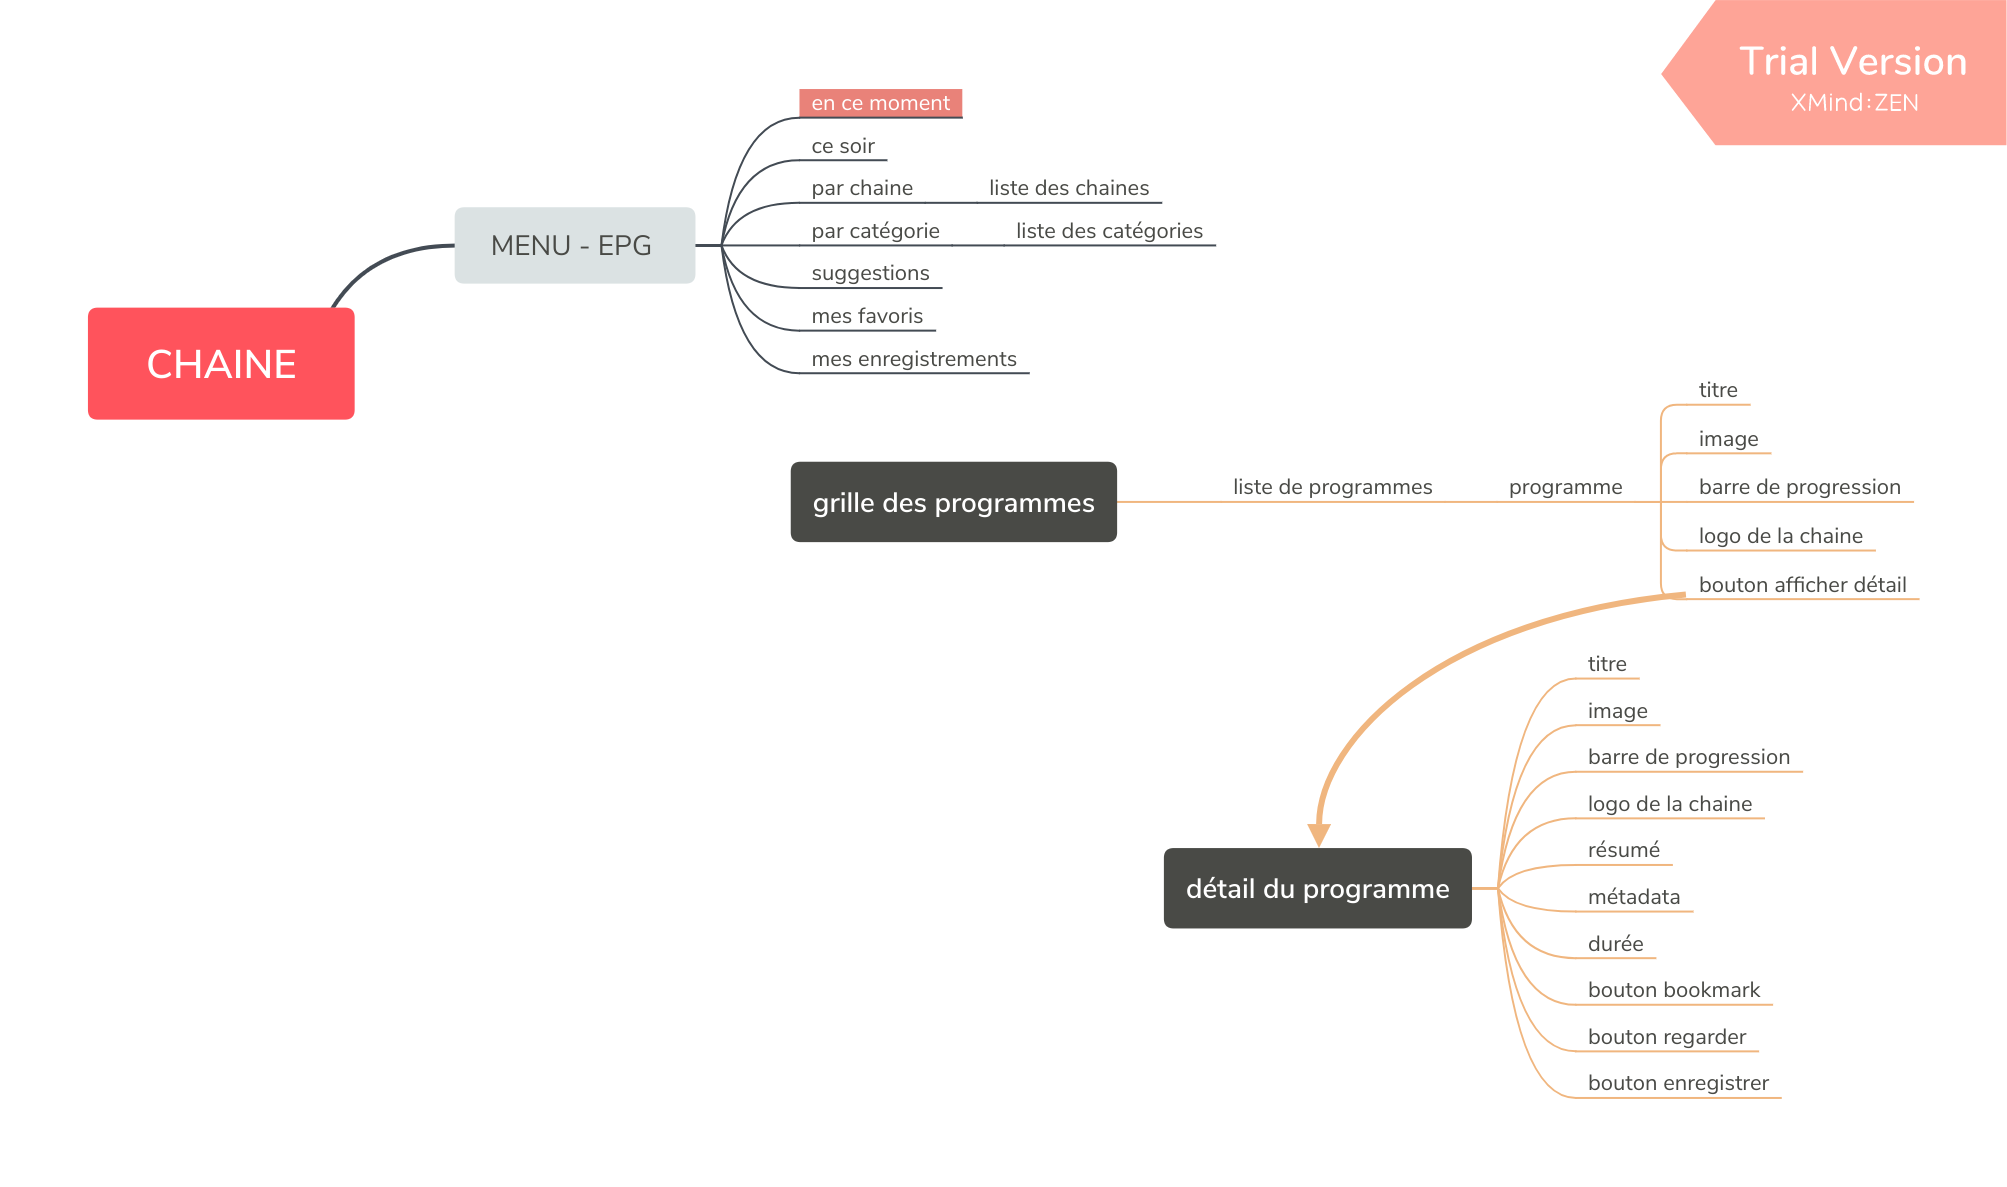 Trial Version
XMind:ZEN
CHAINE
MENU - EPG
en ce moment
ce soir
par chaine
liste des chaines
par catégorie
liste des catégories
suggestions
mes favoris
mes enregistrements
grille des programmes
liste de programmes
programme
titre
image
barre de progression
logo de la chaine
bouton afficher détail
détail du programme
titre
image
barre de progression
logo de la chaine
résumé
métadata
durée
bouton bookmark
bouton regarder
bouton enregistrer